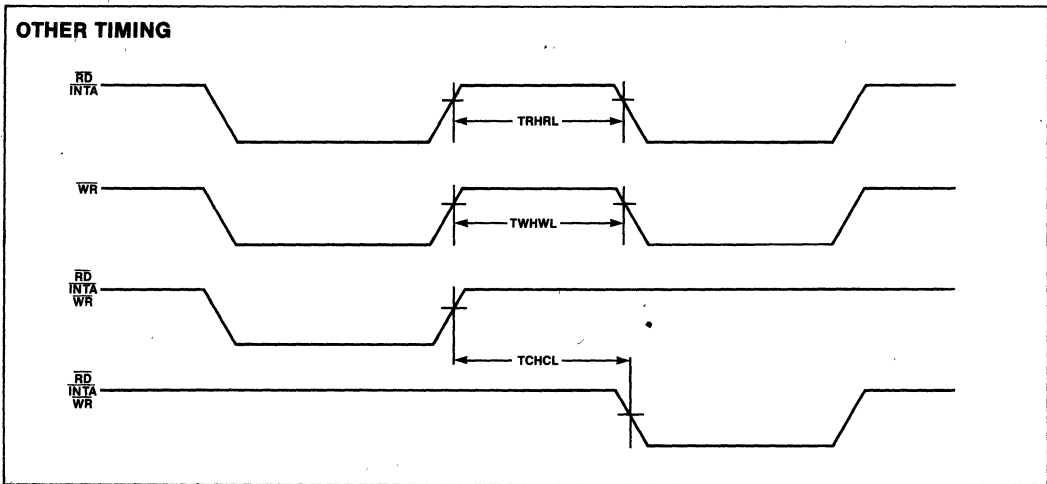 OTHER TIMING
RD
INTA
TRHRL
WR
TWHWL
RD
INTA
WR
TCHCL
RD
INTA
WR